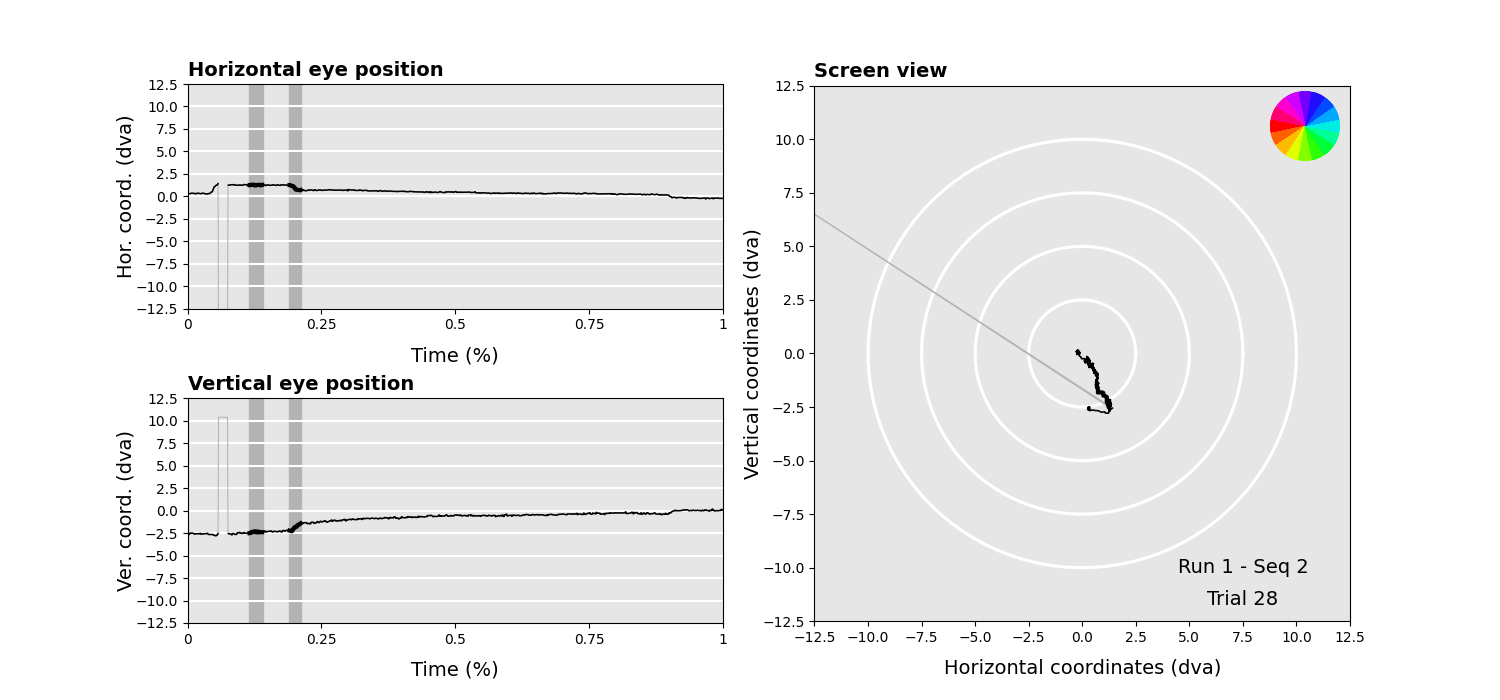 Horizontal eye position
Hor. coord. (dva)
12.5
10.0
7.5
5.0
2.5
0.0
−2.5
−5.0
−7.5
−10.0
−12.5
0 0.25 0.5 0.75 1
Time (%)
Vertical eye position
Ver. coord. (dva)
12.5
10.0
7.5
5.0
2.5
0.0
−2.5
−5.0
−7.5
−10.0
−12.5
0 0.25 0.5 0.75 1
Time (%)
Screen view
Vertical coordinates (dva)
12.5
10.0
7.5
5.0
2.5
0.0
−2.5
−5.0
−7.5
−10.0
−12.5
Run 1 - Seq 2
Trial 28
−12.5 −10.0 −7.5 −5.0 −2.5 0.0 2.5 5.0 7.5 10.0 12.5
Horizontal coordinates (dva)